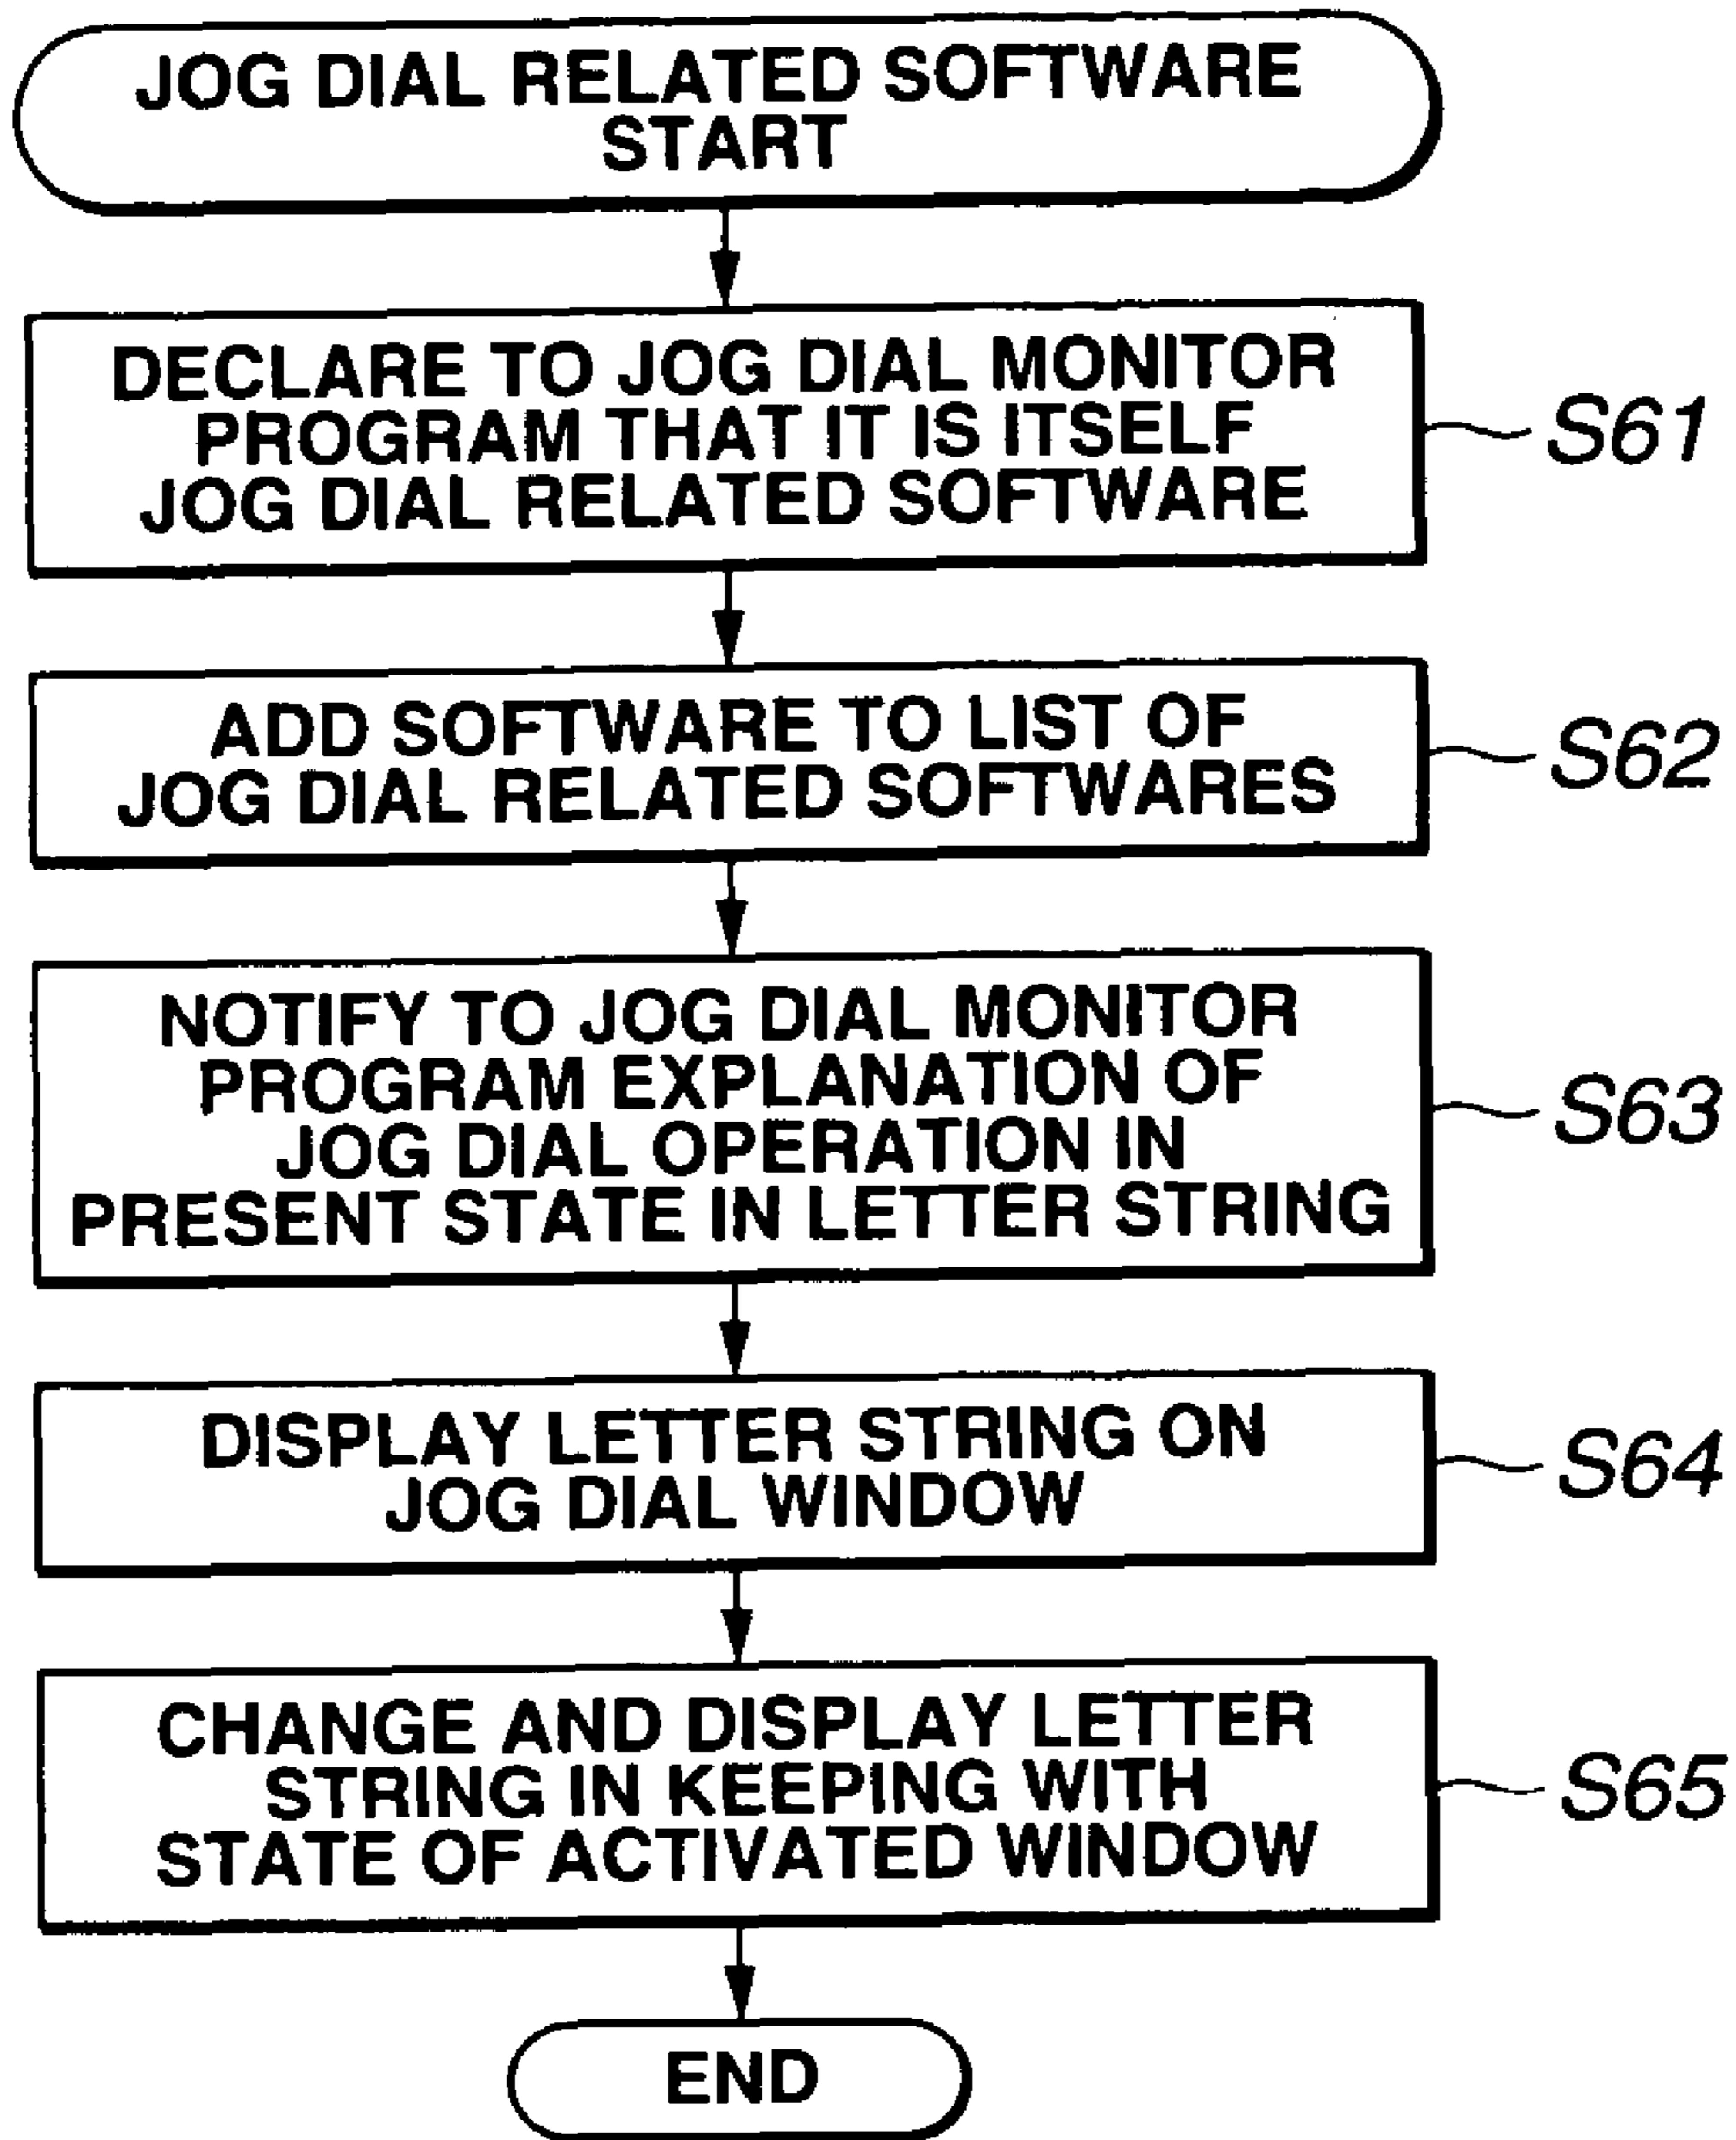 JOG DIAL RELATED SOFTWARE
START
DECLARE TO JOG DIAL MONITOR
PROGRAM THAT IT IS ITSELF
JOG DIAL RELATED SOFTWARE
S61
ADD SOFTWARE TO LIST OF
JOG DIAL RELATED SOFTWARES
S62
NOTIFY TO JOG DIAL MONITOR
PROGRAM EXPLANATION OF
JOG DIAL OPERATION IN
PRESENT STATE IN LETTER STRING
S63
DISPLAY LETTER STRING ON
JOG DIAL WINDOW
S64
CHANGE AND DISPLAY LETTER
STRING IN KEEPING WITH
STATE OF ACTIVATED WINDOW
S65
END